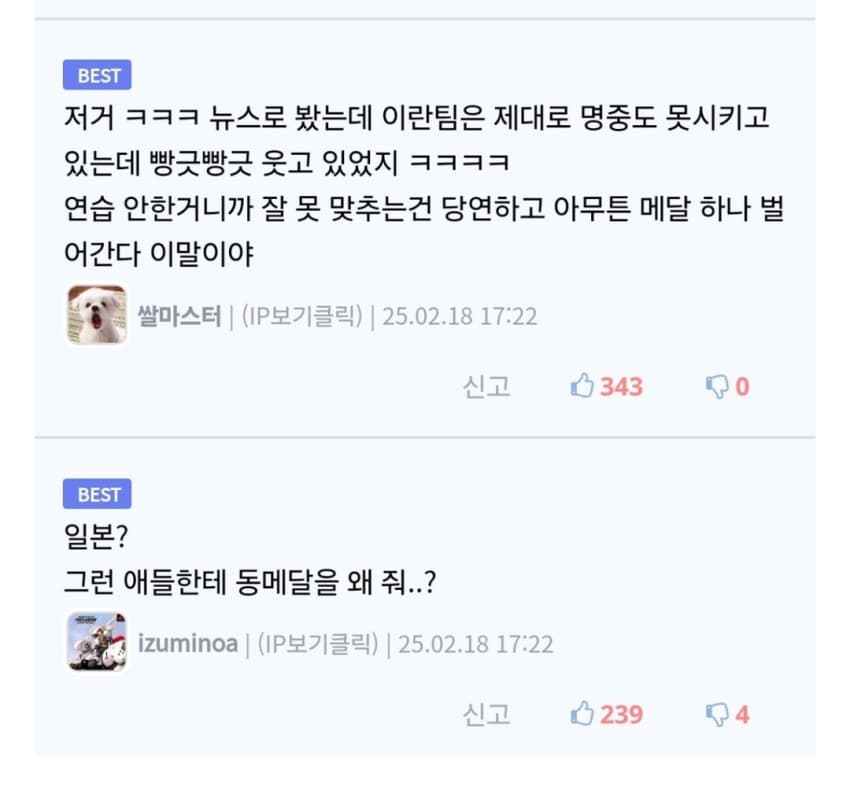 BEST
저거 ㅋㅋㅋ 뉴스로 봤는데 이란팀은 제대로 명중도 못시키고
있는데 빵긋빵긋 웃고 있었지 ㅋㅋㅋㅋ
연습 안한거니까 잘 못 맞추는건 당연하고 아무튼 메달 하나 벌
어간다 이말이야
쌀마스터 | (IP보기클릭) | 25.02.18 17:22
신고 343 0
BEST
일본?
그런 애들한테 동메달을 왜 줘..?
izuminoa | (IP보기클릭) | 25.02.18 17:22
신고 239 4